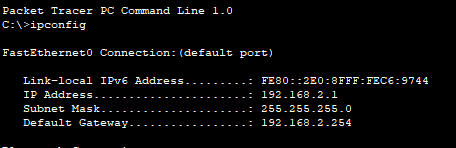 Packet Tracer PC Command Line 1.0
C:\>ipconfig
FastEthernet0 Connection:(default port)
Link-local IPv6 Address.........: FE80::2E0:8FFF:FEC6:9744
IP Address......................: 192.168.2.1
Subnet Mask.....................: 255.255.255.0
Default Gateway.................: 192.168.2.254